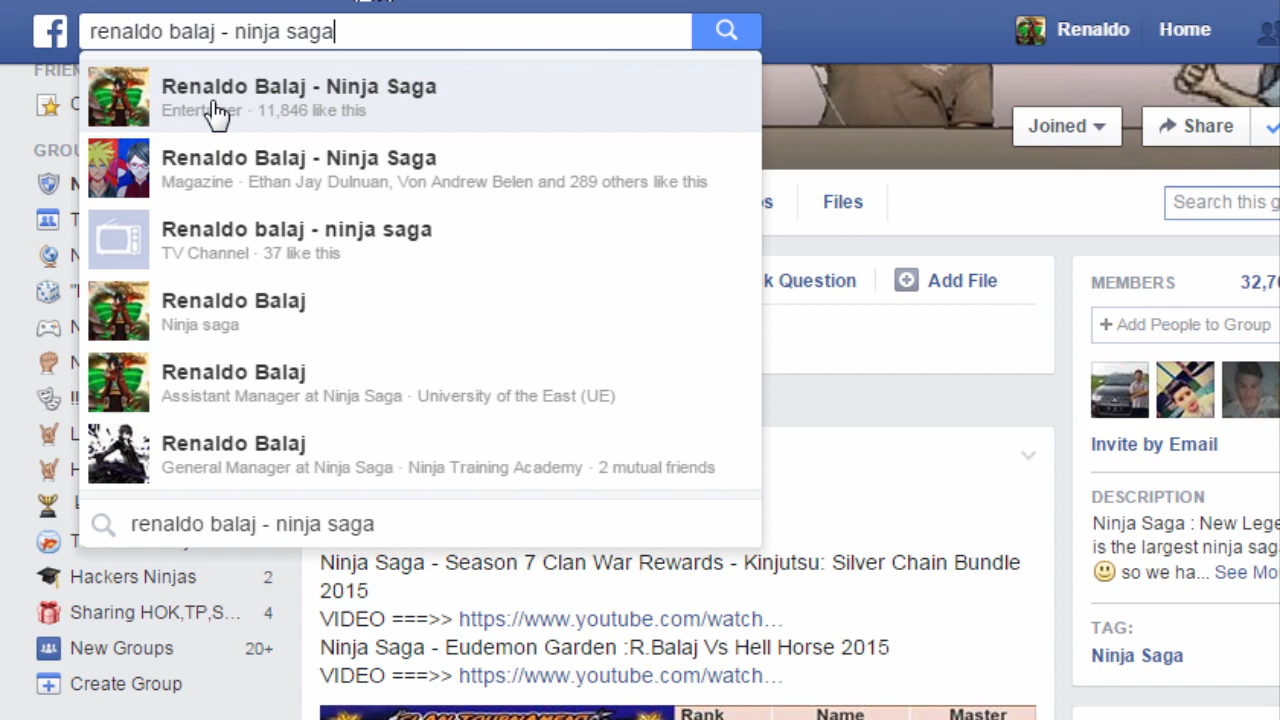 renaldo balaj - ninja saga
Renaldo
Home
Renaldo Balaj - Ninja Saga
Entertainer · 11,846 like this
Renaldo Balaj - Ninja Saga
Magazine · Ethan Jay Dulnuan, Von Andrew Belen and 289 others like this
Renaldo balaj - ninja saga
TV Channel · 37 like this
Renaldo Balaj
Ninja saga
Renaldo Balaj
Assistant Manager at Ninja Saga · University of the East (UE)
Renaldo Balaj
General Manager at Ninja Saga · Ninja Training Academy · 2 mutual friends
renaldo balaj - ninja saga
Hackers Ninjas 2
Sharing HOK,TP,S... 4
New Groups 20+
Create Group
Joined
Share
Files
Search this g
k Question
Add File
Ninja Saga - Season 7 Clan War Rewards - Kinjutsu: Silver Chain Bundle
2015
VIDEO ===>> https://www.youtube.com/watch...
Ninja Saga - Eudemon Garden :R.Balaj Vs Hell Horse 2015
VIDEO ===>> https://www.youtube.com/watch...
Rank Name Master
MEMBERS 32,7
Add People to Group
Invite by Email
DESCRIPTION
Ninja Saga : New Lege
is the largest ninja sag
so we ha... See Mo
TAG:
Ninja Saga